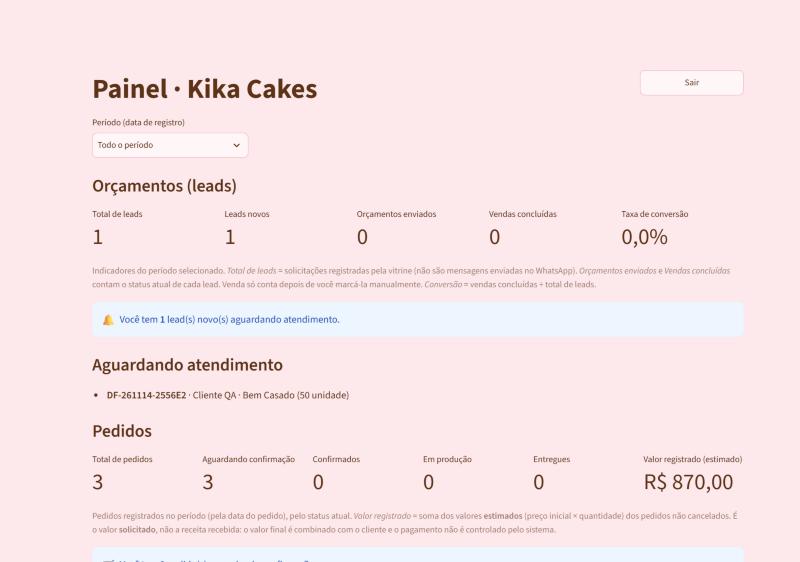 Painel · Kika Cakes
Sair
Período (data de registro)
Todo o período
Orçamentos (leads)
Total de leads
Leads novos
Orçamentos enviados
Vendas concluídas
Taxa de conversão
1
1
0
0
0,0%
Indicadores do período selecionado. Total de leads = solicitações registradas pela vitrine (não são mensagens enviadas no WhatsApp). Orçamentos enviados e Vendas concluídas
contam o status atual de cada lead. Venda só conta depois de você marcá-la manualmente. Conversão = vendas concluídas ÷ total de leads.
Você tem 1 lead(s) novo(s) aguardando atendimento.
Aguardando atendimento
• DF-261114-2556E2 · Cliente QA · Bem Casado (50 unidade)
Pedidos
Total de pedidos
Aguardando confirmação
Confirmados
Em produção
Entregues
Valor registrado (estimado)
3
3
0
0
0
R$ 870,00
Pedidos registrados no período (pela data do pedido), pelo status atual. Valor registrado = soma dos valores estimados (preço inicial × quantidade) dos pedidos não cancelados. É
o valor solicitado, não a receita recebida: o valor final é combinado com o cliente e o pagamento não é controlado pelo sistema.